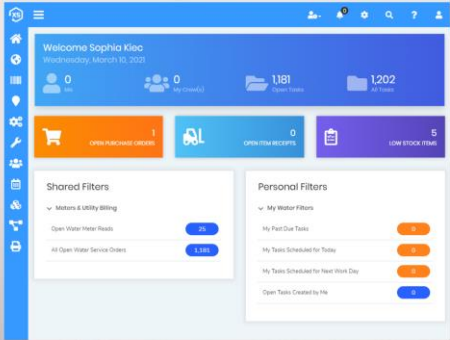 KS
0
Welcome Sophia Kiec
Wednesday, March 10, 2021
0
Me
0
My Crew(s)
1,181
Open Tasks
1,202
All Tasks
1
OPEN PURCHASE ORDERS
0
OPEN ITEM RECEIPTS
5
LOW STOCK ITEMS
Shared Filters
Meters & Utility Billing
Open Water Meter Reads
25
All Open Water Service Orders
1,181
Personal Filters
My Water Filters
My Past Due Tasks
0
My Tasks Scheduled for Today
0
My Tasks Scheduled for Next Work Day
0
Open Tasks Created by Me
0